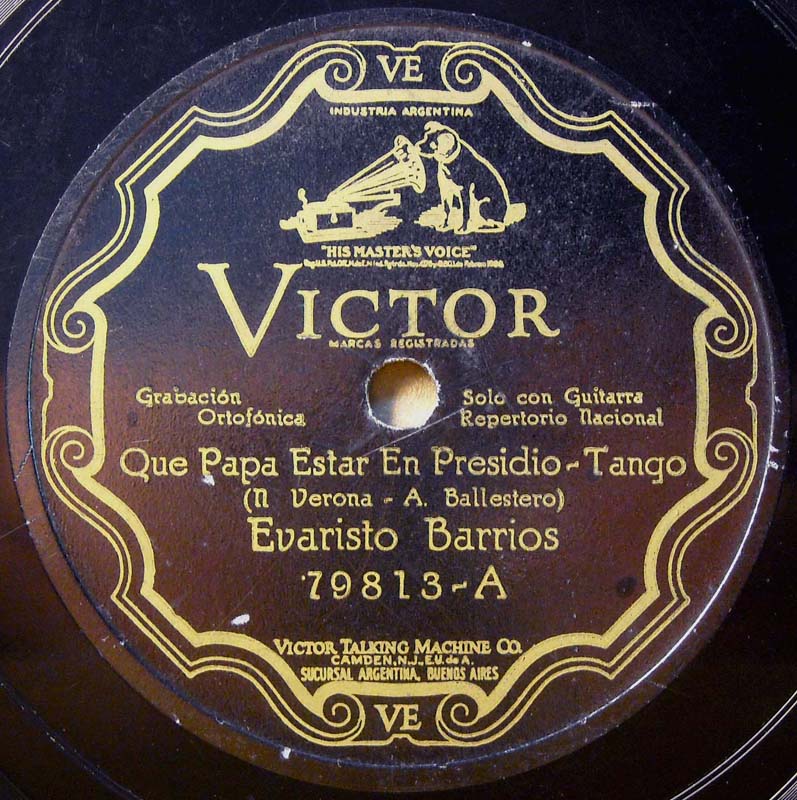 VE
INDUSTRIA ARGENTINA
"HIS MASTER'S VOICE"
VICTOR
MARCAS REGISTRADAS
Grabación
Ortofónica
Solo con Guitarra
Repertorio Nacional
Que Papa Estar En Presidio-Tango
(N Verona - A. Ballestero)
Evaristo Barrios
79813-A
VICTOR TALKING MACHINE CO.
CAMDEN, N.J., E.U. de A.
SUCURSAL ARGENTINA, BUENOS AIRES
VE